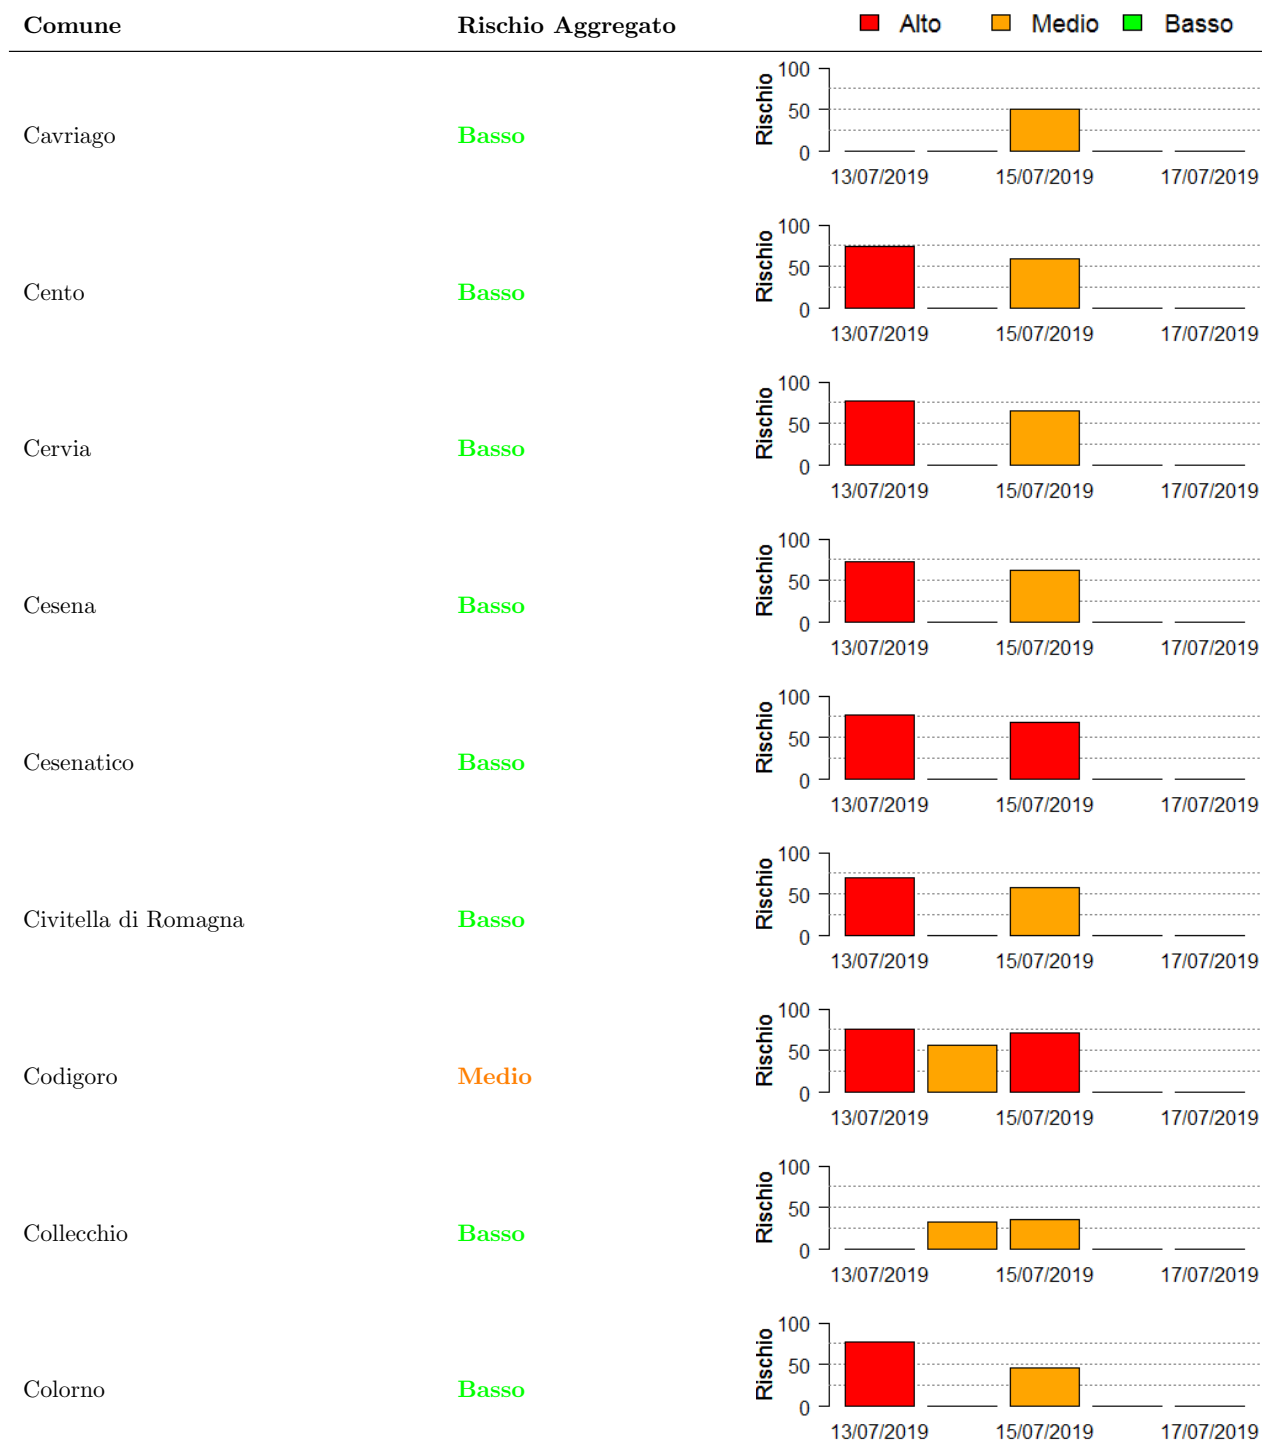 Comune Rischio Aggregato Alto Medio Basso
Cavriago Basso Rischio 100 50 0
13/07/2019 15/07/2019 17/07/2019
Cento Basso Rischio 100 50 0
13/07/2019 15/07/2019 17/07/2019
Cervia Basso Rischio 100 50 0
13/07/2019 15/07/2019 17/07/2019
Cesena Basso Rischio 100 50 0
13/07/2019 15/07/2019 17/07/2019
Cesenatico Basso Rischio 100 50 0
13/07/2019 15/07/2019 17/07/2019
Civitella di Romagna Basso Rischio 100 50 0
13/07/2019 15/07/2019 17/07/2019
Codigoro Medio Rischio 100 50 0
13/07/2019 15/07/2019 17/07/2019
Collecchio Basso Rischio 100 50 0
13/07/2019 15/07/2019 17/07/2019
Colorno Basso Rischio 100 50 0
13/07/2019 15/07/2019 17/07/2019